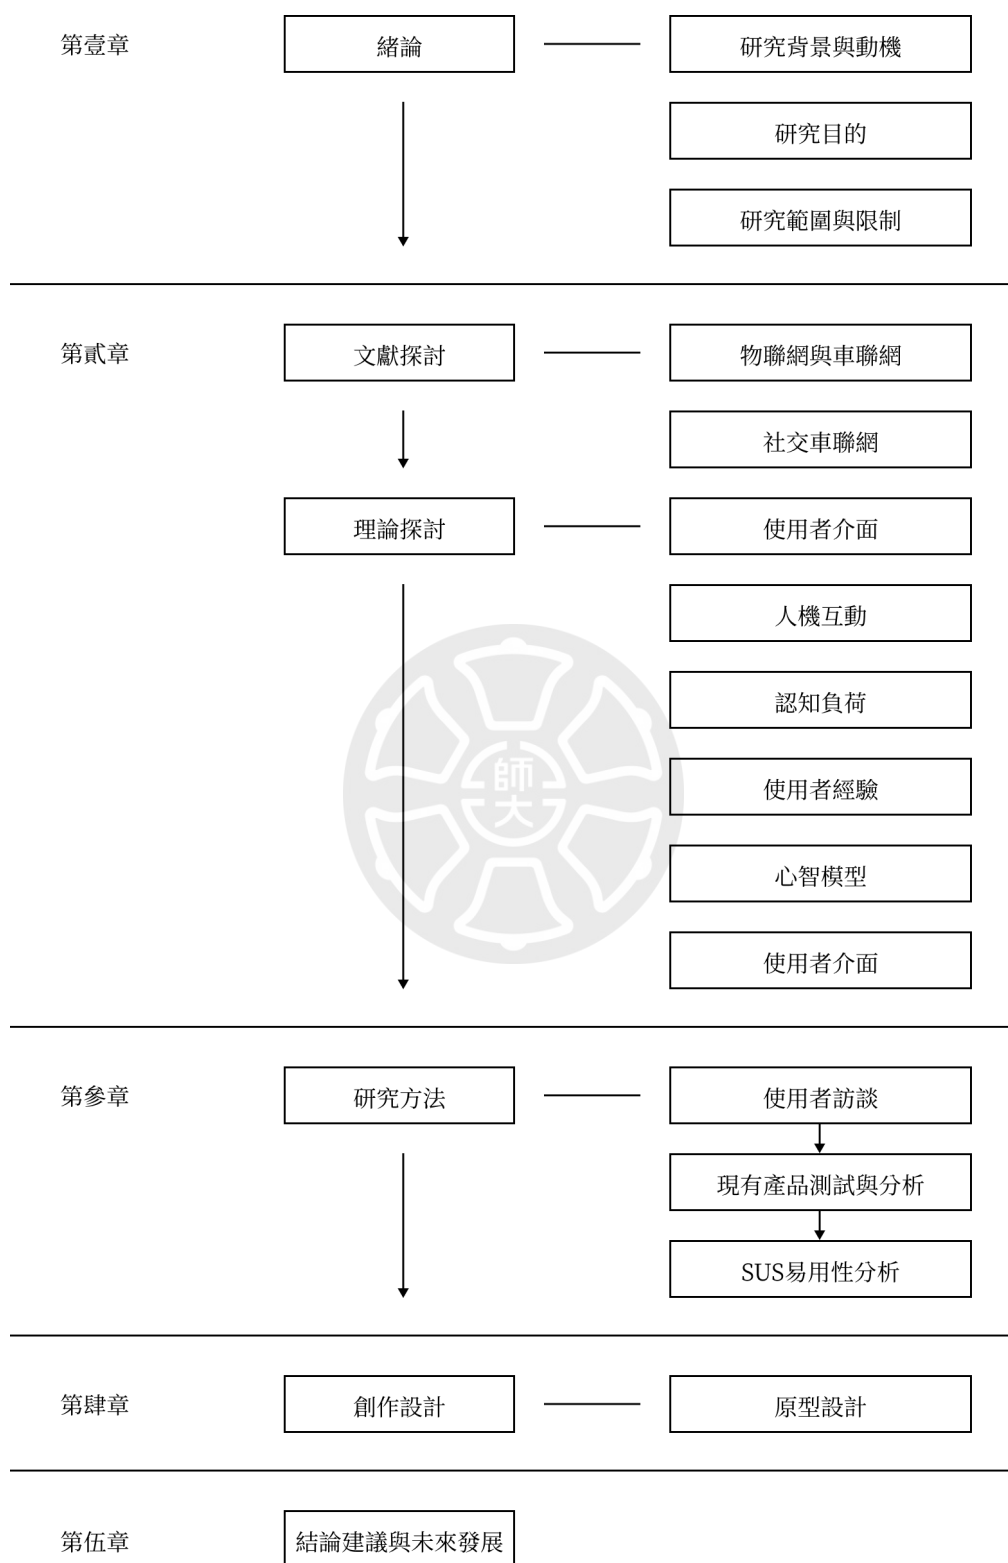 第壹章
緒論
研究背景與動機
研究目的
研究範圍與限制
第貳章
文獻探討
物聯網與車聯網
社交車聯網
理論探討
使用者介面
人機互動
認知負荷
使用者經驗
心智模型
使用者介面
師大
第參章
研究方法
使用者訪談
現有產品測試與分析
SUS易用性分析
第肆章
創作設計
原型設計
第伍章
結論建議與未來發展